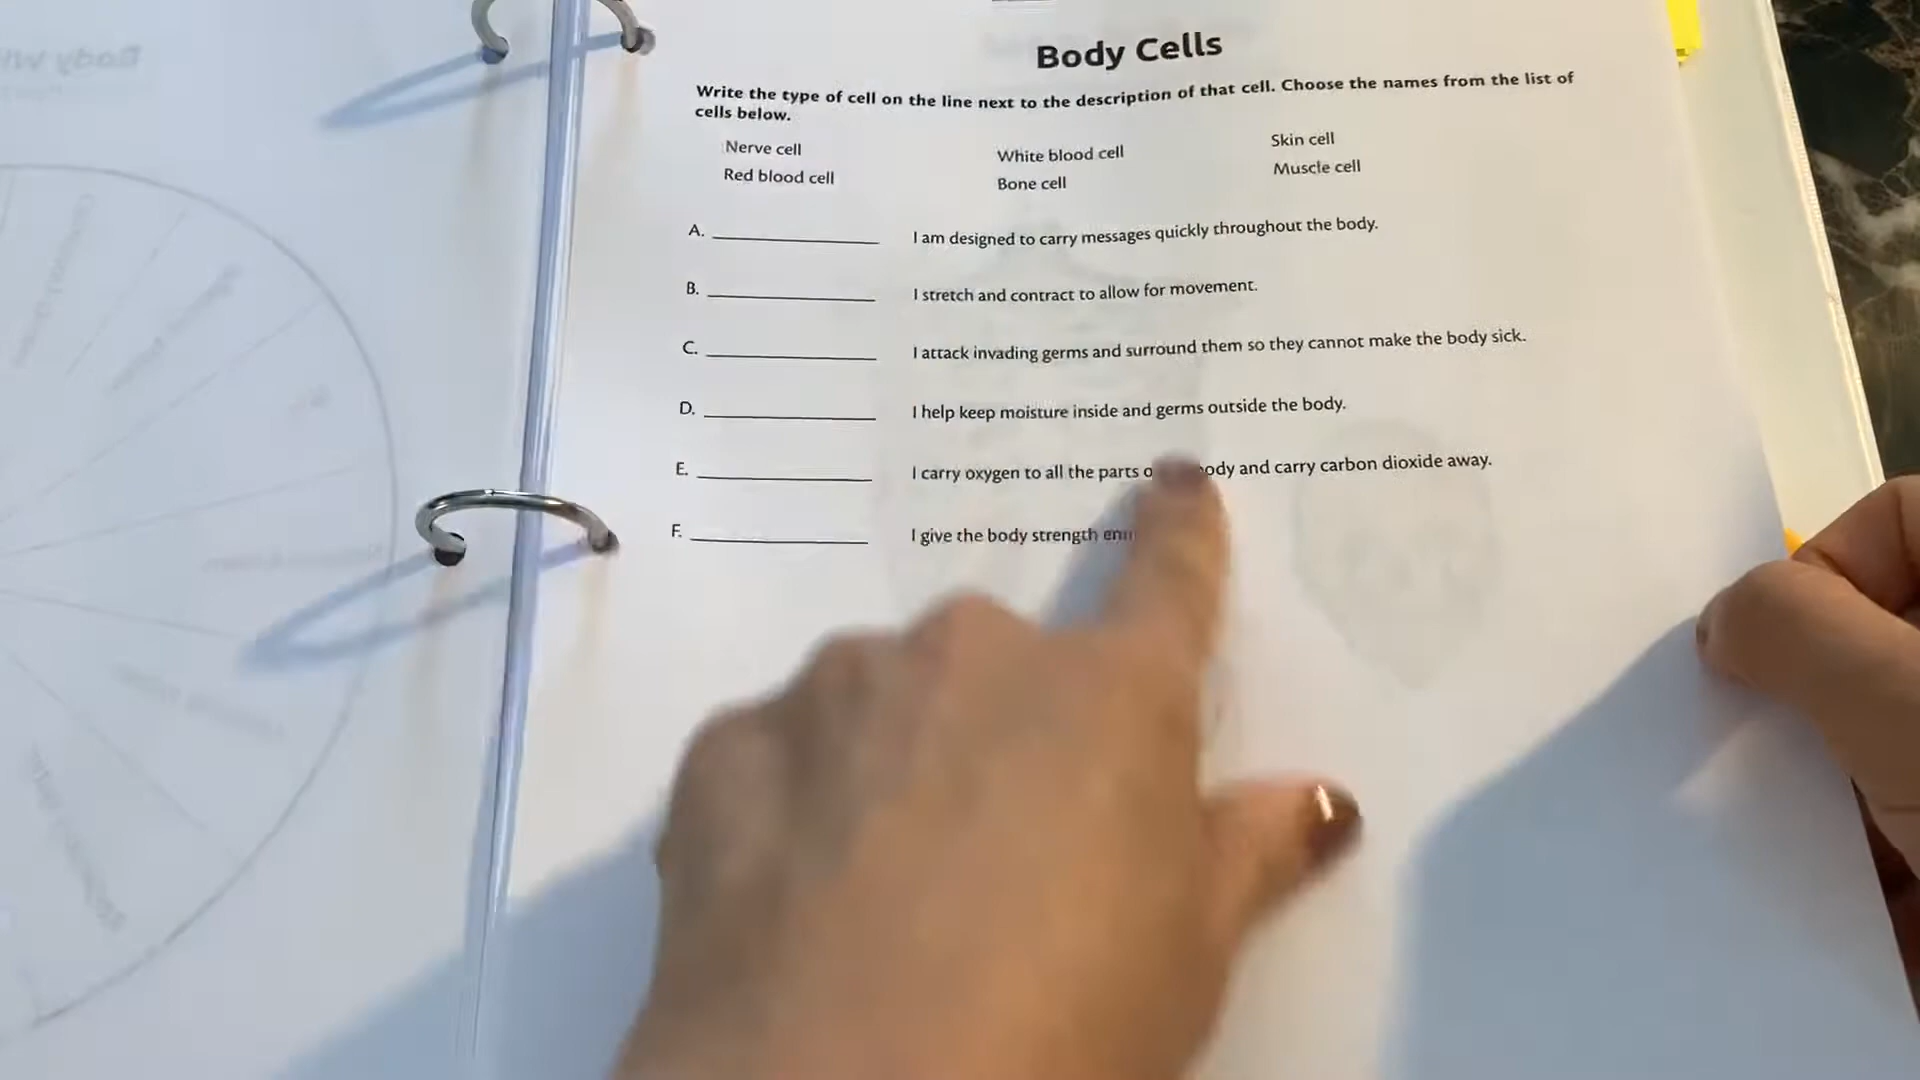 Body Cells
Write the type of cell on the line next to the description of that cell. Choose the names from the list of
cells below.
Nerve cell
White blood cell
Skin cell
Red blood cell
Bone cell
Muscle cell
A. I am designed to carry messages quickly throughout the body.
B. I stretch and contract to allow for movement.
C. I attack invading germs and surround them so they cannot make the body sick.
D. I help keep moisture inside and germs outside the body.
E. I carry oxygen to all the parts and carry carbon dioxide away.
F. I give the body strength